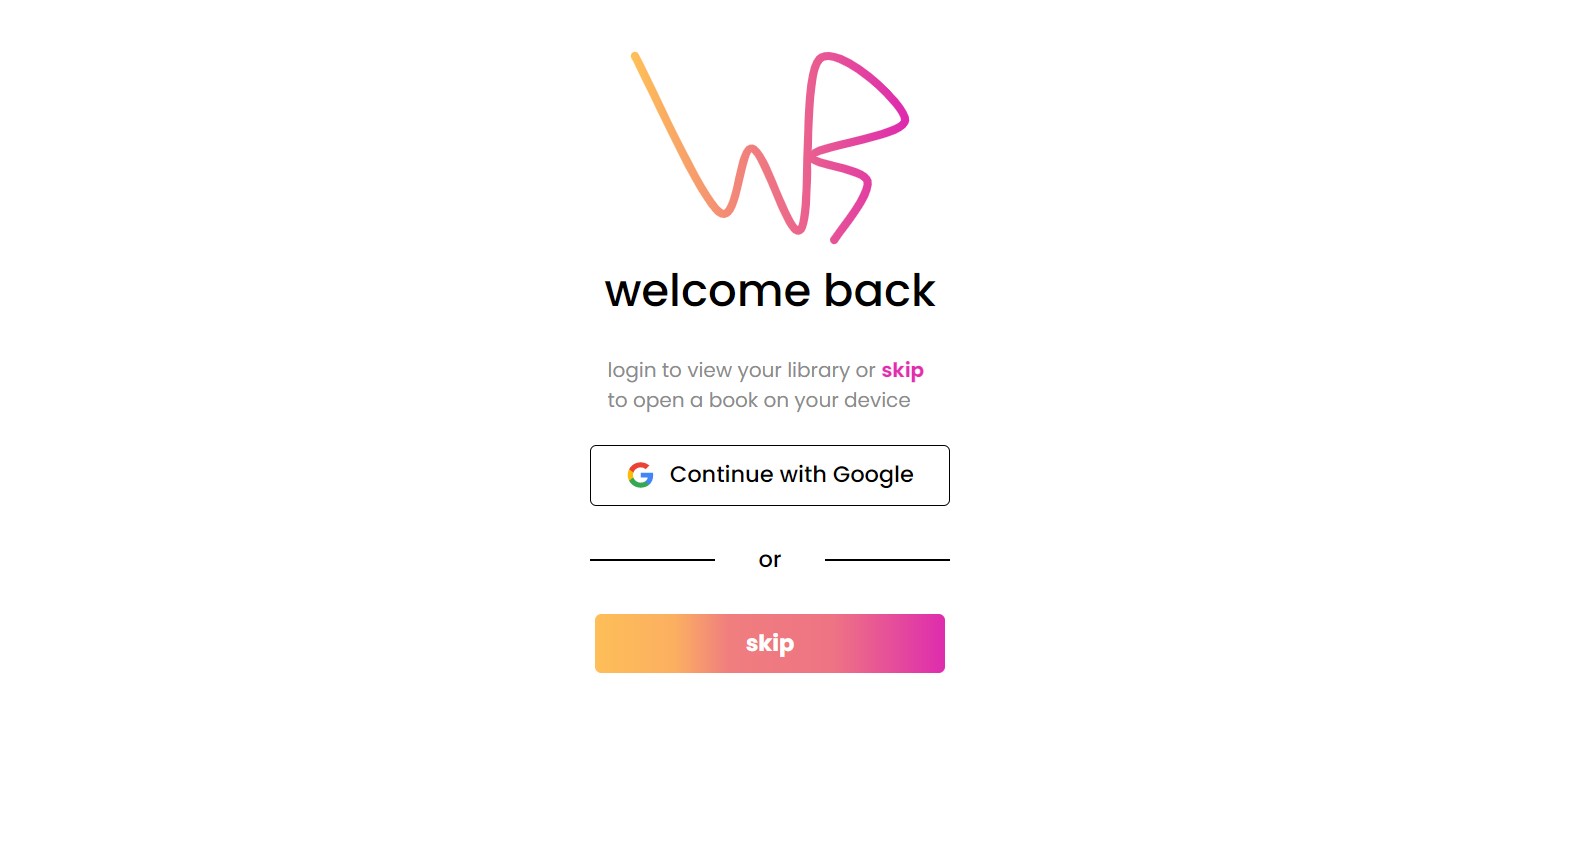 WR
welcome back
login to view your library or skip
to open a book on your device
Continue with Google
or
skip